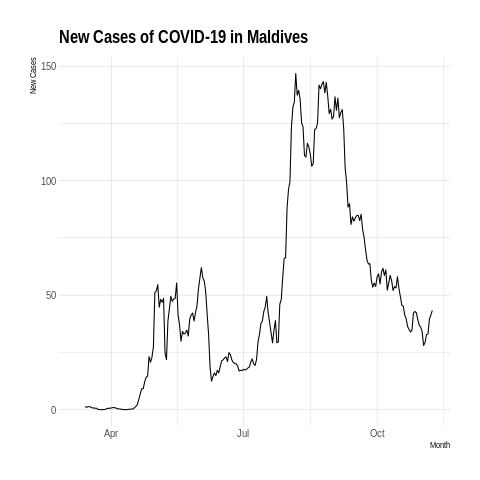 New Cases of COVID-19 in Maldives
New Cases
150
100
50
0
Apr
Jul
Oct
Month